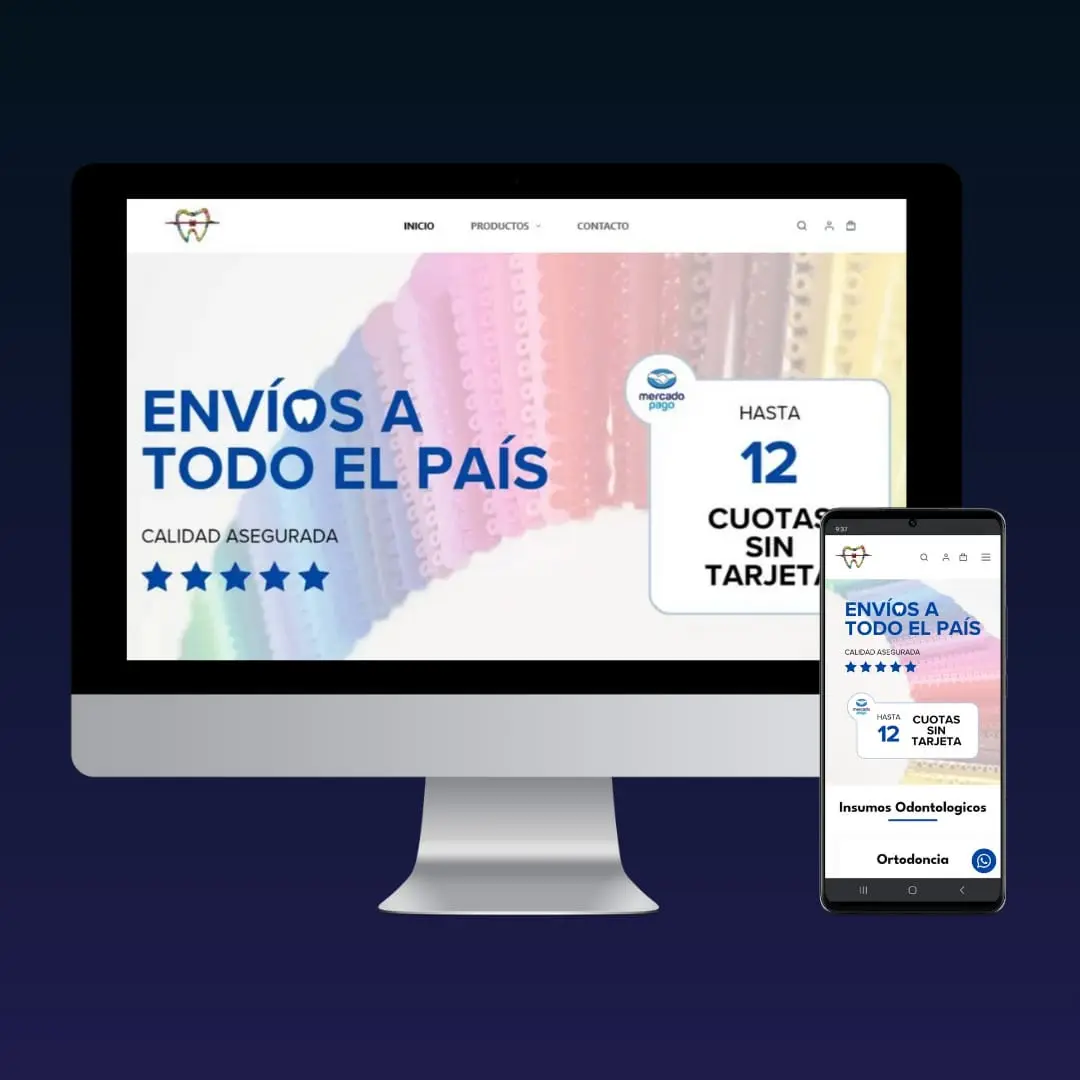 INICIO PRODUCTOS CONTACTO
ENVÍOS A
TODO EL PAÍS
CALIDAD ASEGURADA
mercado
pago
HASTA
12
CUOTAS
SIN
TARJETA
9:37
ENVÍOS A
TODO EL PAÍS
CALIDAD ASEGURADA
mercado
pago
HASTA
12
CUOTAS
SIN
TARJETA
Insumos Odontologicos
Ortodoncia